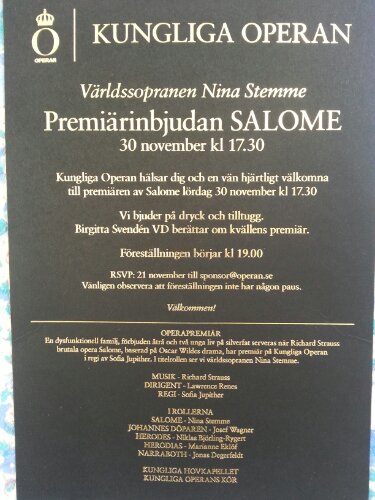 KUNGLIGA OPERAN
OPERAN
Världssopranen Nina Stemme
Premiärinbjudan SALOME
30 november kl 17.30
Kungliga Operan hälsar dig och en vän hjärtligt välkomna
till premiären av Salome lördag 30 november kl 17.30
Vi bjuder på dryck och tilltugg.
Birgitta Svendén VD berättar om kvällens premiär.
Föreställningen börjar kl 19.00
RSVP: 21 november till sponsor@operan.se
Vänligen observera att föreställningen inte har någon paus.
Välkommen!
OPERAPREMIÄR
En dysfunktionell familj, förbjuden åtrå och två unga liv på silverfat serveras när Richard Strauss
brutala opera Salome, baserad på Oscar Wildes drama, har premiär på Kungliga Operan
i regi av Sofia Jupither. I titelrollen ser vi världssopranen Nina Stemme.
MUSIK - Richard Strauss
DIRIGENT - Lawrence Renes
REGI - Sofia Jupither
I ROLLERNA
SALOME - Nina Stemme
JOHANNES DÖPAREN - Josef Wagner
HERODES - Niklas Björling-Rygert
HERODIAS - Marianne Eklöf
NARRABOTH - Jonas Degerfeldt
KUNGLIGA HOVKAPELLET
KUNGLIGA OPERANS KÖR